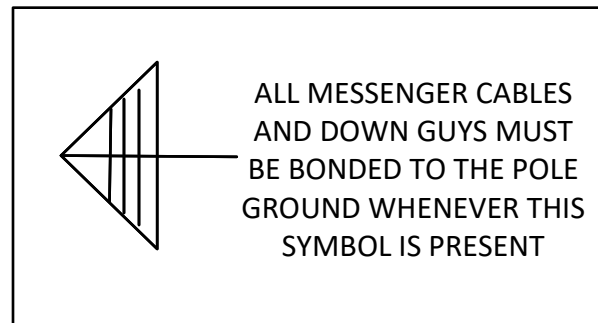 ALL MESSENGER CABLES
AND DOWN GUYS MUST
BE BONDED TO THE POLE
GROUND WHENEVER THIS
SYMBOL IS PRESENT